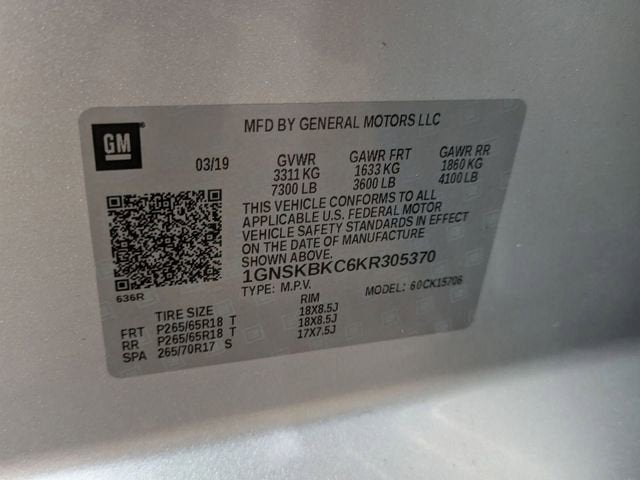 GM
MFD BY GENERAL MOTORS LLC
03/19 GVWR GAWR FRT GAWR RR
3311 KG 1633 KG 1860 KG
7300 LB 3600 LB 4100 LB
THIS VEHICLE CONFORMS TO ALL
APPLICABLE U.S. FEDERAL MOTOR
VEHICLE SAFETY STANDARDS IN EFFECT
ON THE DATE OF MANUFACTURE
SHOWN ABOVE.
1GNSKBKC6KR305370
TYPE: M.P.V. MODEL: 60CK15706
636R
TIRE SIZE RIM
FRT P265/65R18 T 18X8.5J
RR P265/65R18 T 18X8.5J
SPA 265/70R17 S 17X7.5J